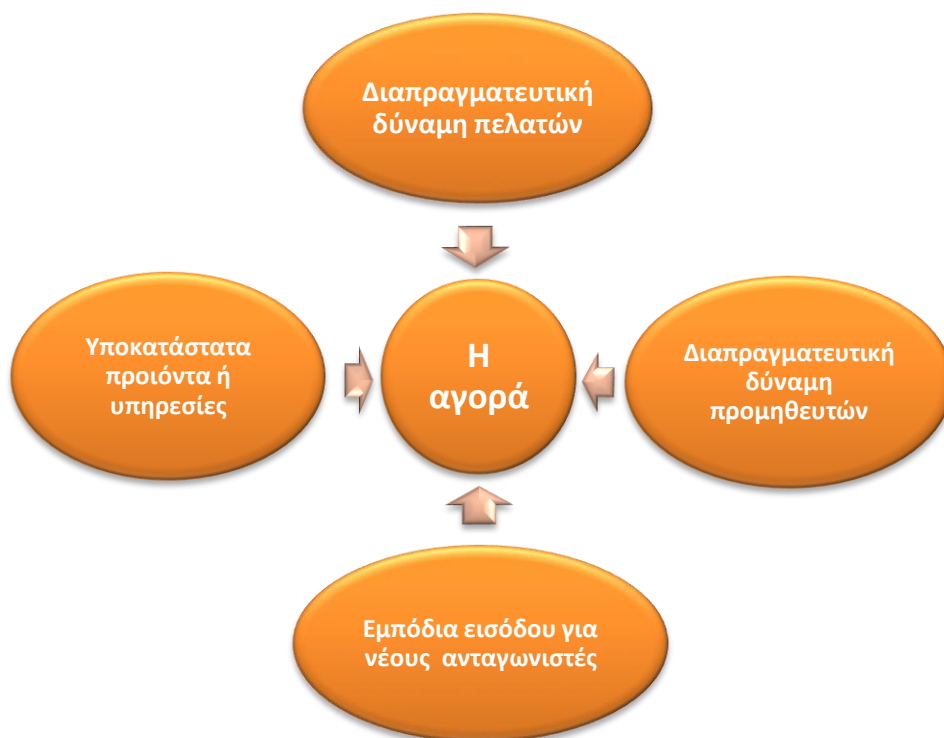 Διαπραγματευτική
δύναμη πελατών
Υποκατάστατα
προιόντα ή
υπηρεσίες
Η
αγορά
Διαπραγματευτική
δύναμη
προμηθευτών
Εμπόδια εισόδου για
νέους ανταγωνιστές